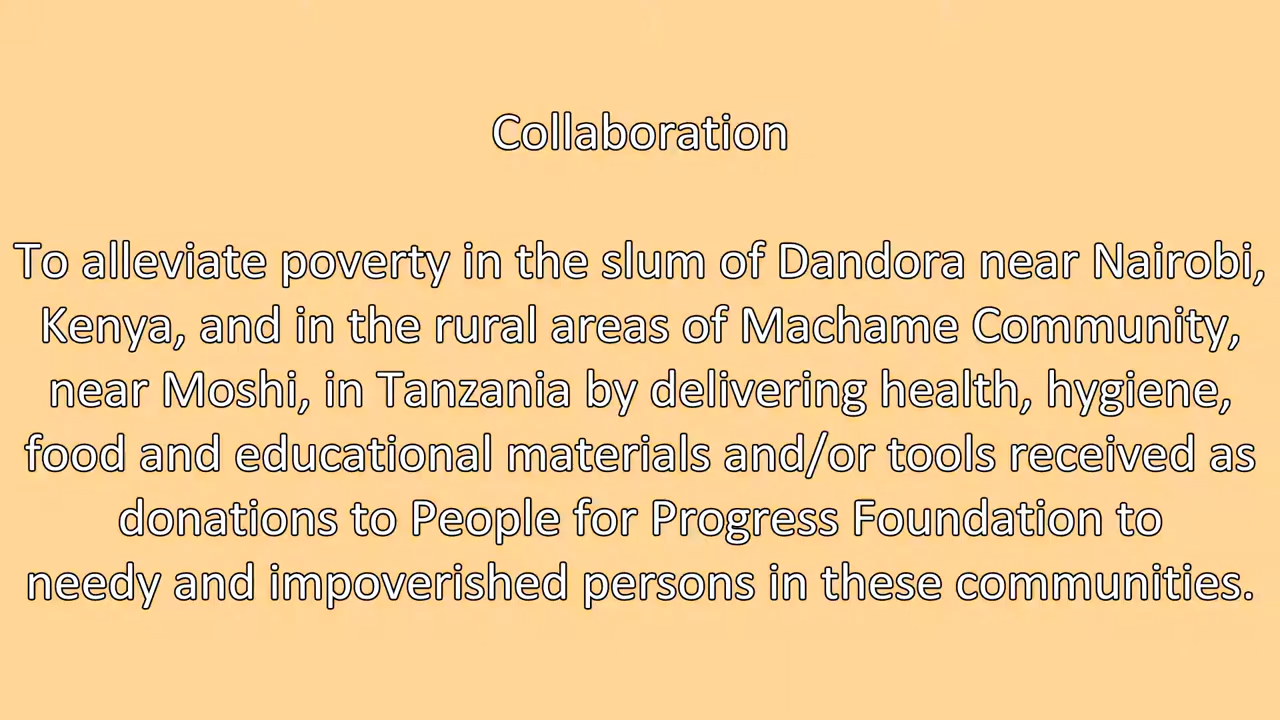 Collaboration
To alleviate poverty in the slum of Dandora near Nairobi,
Kenya, and in the rural areas of Machame Community,
near Moshi, in Tanzania by delivering health, hygiene,
food and educational materials and/or tools received as
donations to People for Progress Foundation to
needy and impoverished persons in these communities.